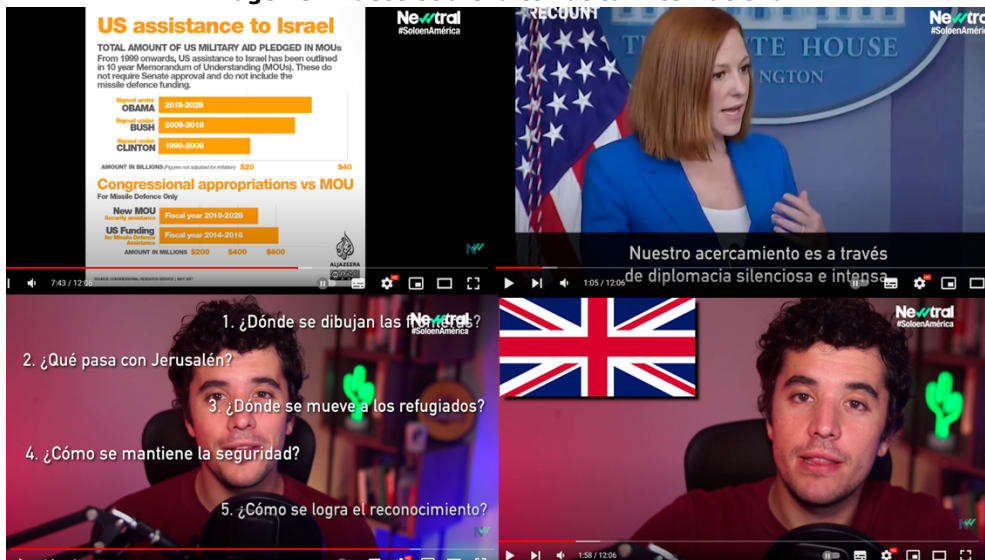 US assistance to Israel
TOTAL AMOUNT OF US MILITARY AID PLEDGED IN MOUs
From 1999 onwards, US assistance to Israel has been outlined
in 10 year Memorandum of Understanding (MOUs). These do
not require Senate approval and do not include the
missile defence funding.
Signed under
OBAMA
2019-2028
Signed under
BUSH
2009-2018
Signed under
CLINTON
1999-2008
AMOUNT IN BILLIONS (Figures not adjusted for inflation) $20 $40
Congressional appropriations vs MOU
For Missile Defence Only
New MOU
Security assistance
Fiscal year 2019-2028
US Funding
for Missile Defence
Assistance
Fiscal year 2014-2016
AMOUNT IN MILLIONS $200 $400 $600
ALJAZEERA
Newtral
#SoloenAmérica
7:43 / 12:06
RECOUNT
THE WHITE HOUSE
Newtral
#SoloenAmérica
Nuestro acercamiento es a través
de diplomacia silenciosa e intensa
1:05 / 12:06
1. ¿Dónde se dibujan las fronteras?
Newtral
#SoloenAmérica
2. ¿Qué pasa con Jerusalén?
3. ¿Dónde se mueve a los refugiados?
4. ¿Cómo se mantiene la seguridad?
5. ¿Cómo se logra el reconocimiento?
Newtral
#SoloenAmérica
1:58 / 12:06